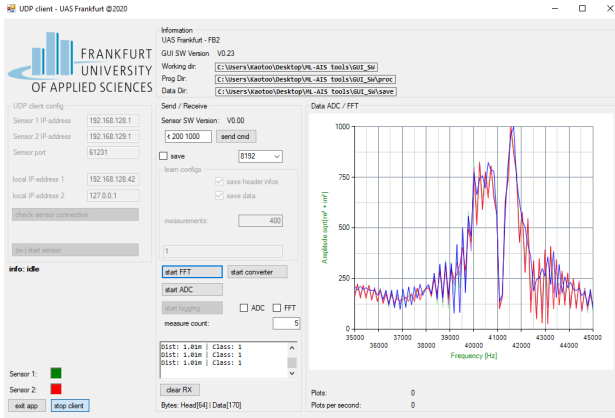 UDP client - UAS Frankfurt @2020
FRANKFURT
UNIVERSITY
OF APPLIED SCIENCES
Information
UAS Frankfurt - FB2
GUI SW Version V0.23
Working dir: C:\Users\Kaotoo\Desktop\ML-AIS tools\GUI_SW
Prog Dir: C:\Users\Kaotoo\Desktop\ML-AIS tools\GUI_SW\proc
Data Dir: C:\Users\Kaotoo\Desktop\ML-AIS tools\GUI_SW\save
UDP client config
Sensor 1 IP-address 192.168.128.1
Sensor 2 IP-address 192.168.129.1
Sensor port 61231
local IP-address 1 192.168.128.42
local IP-address 2 127.0.0.1
check sensor connection
(re-) start sensor
info: idle
Sensor 1:
Sensor 2:
exit app stop client
Send / Receive
Sensor SW Version: V0.00
t 200 1000 send cmd
save 8192
learn configs
save header infos
save data
measurements: 400
1
start FFT start converter
start ADC
start logging ADC FFT
measure count: 5
Dist: 1.01m | Class: 1
Dist: 1.01m | Class: 1
Dist: 1.01m | Class: 1
clear RX
Bytes: Head[64] | Data[170]
Data ADC / FFT
1000
750
500
250
0
Amplitude sqrt(re² + im²)
35000 37000 39000 41000 43000 45000
36000 38000 40000 42000 44000
Frequency [Hz]
Plots: 0
Plots per second: 0